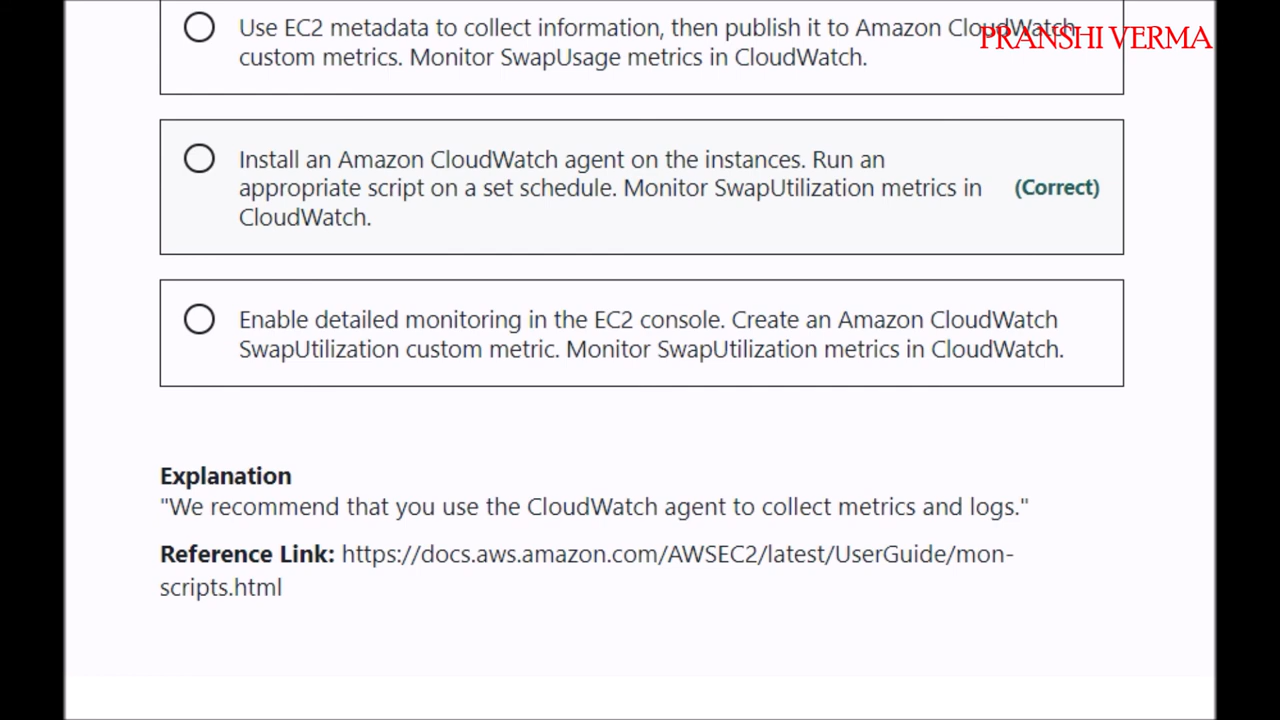 Use EC2 metadata to collect information, then publish it to Amazon CloudWatch
PRANSHI VERMA
custom metrics. Monitor SwapUsage metrics in CloudWatch.
Install an Amazon CloudWatch agent on the instances. Run an
appropriate script on a set schedule. Monitor SwapUtilization metrics in
CloudWatch.
(Correct)
Enable detailed monitoring in the EC2 console. Create an Amazon CloudWatch
SwapUtilization custom metric. Monitor SwapUtilization metrics in CloudWatch.
Explanation
"We recommend that you use the CloudWatch agent to collect metrics and logs."
Reference Link: https://docs.aws.amazon.com/AWSEC2/latest/UserGuide/mon-
scripts.html